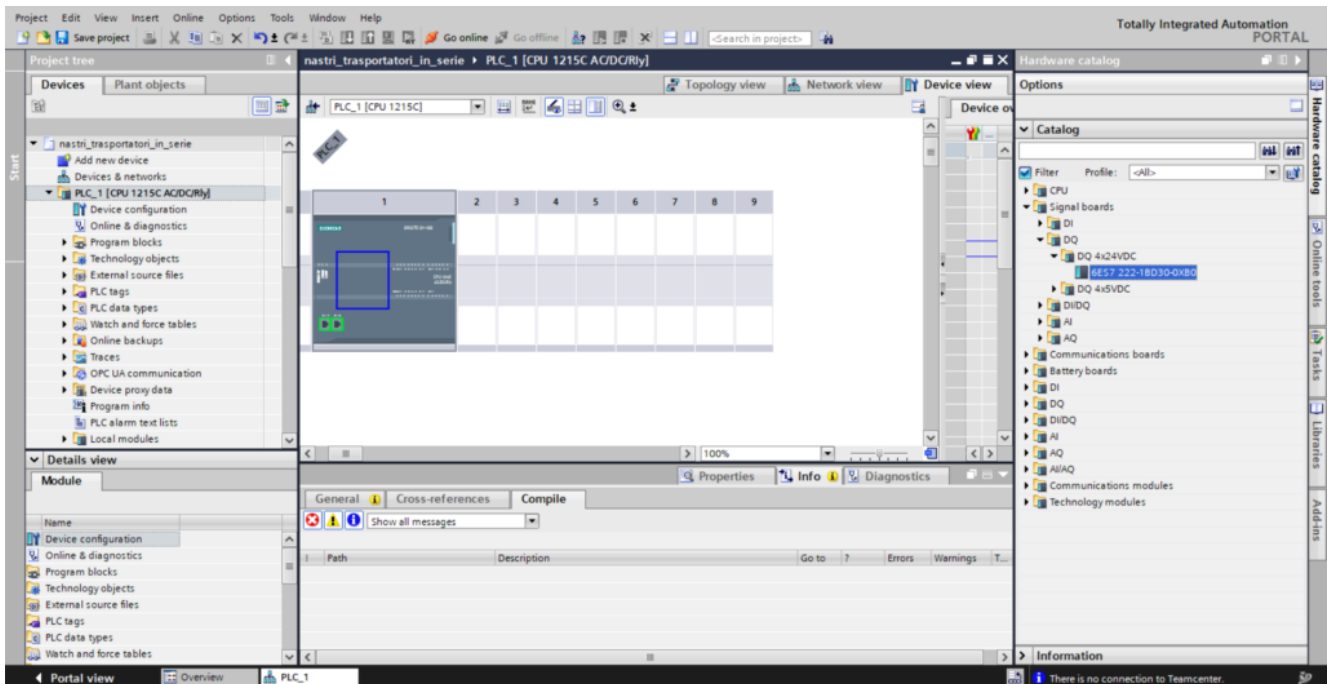 Project Edit View Insert Online Options Tools Window Help
Totally Integrated Automation
PORTAL
Save project
Go online
Go offline
<Search in project>
Project tree
nastri_trasportatori_in_serie ▸ PLC_1 [CPU 1215C AC/DC/Rly]
Hardware catalog
Devices
Plant objects
Topology view
Network view
Device view
Options
PLC_1 [CPU 1215C]
Device ov
Catalog
nastri_trasportatori_in_serie
Add new device
Devices & networks
PLC_1 [CPU 1215C AC/DC/Rly]
Device configuration
Online & diagnostics
Program blocks
Technology objects
External source files
PLC tags
PLC data types
Watch and force tables
Online backups
Traces
OPC UA communication
Device proxy data
Program info
PLC alarm text lists
Local modules
Start
PLC_1
1 2 3 4 5 6 7 8 9
SIEMENS
100%
Filter Profile: <All>
CPU
Signal boards
DI
DQ
DQ 4x24VDC
6ES7 222-1BD30-0XB0
DQ 4x5VDC
DI/DQ
AI
AQ
Communications boards
Battery boards
DI
DQ
DI/DQ
AI
AQ
AI/AQ
Communications modules
Technology modules
Information
Hardware catalog
Online tools
Tasks
Libraries
Add-ins
Details view
Module
Name
Device configuration
Online & diagnostics
Program blocks
Technology objects
External source files
PLC tags
PLC data types
Watch and force tables
Properties
Info
Diagnostics
General
Cross-references
Compile
Show all messages
! Path Description Go to ? Errors Warnings T...
Portal view
Overview
PLC_1
There is no connection to Teamcenter.